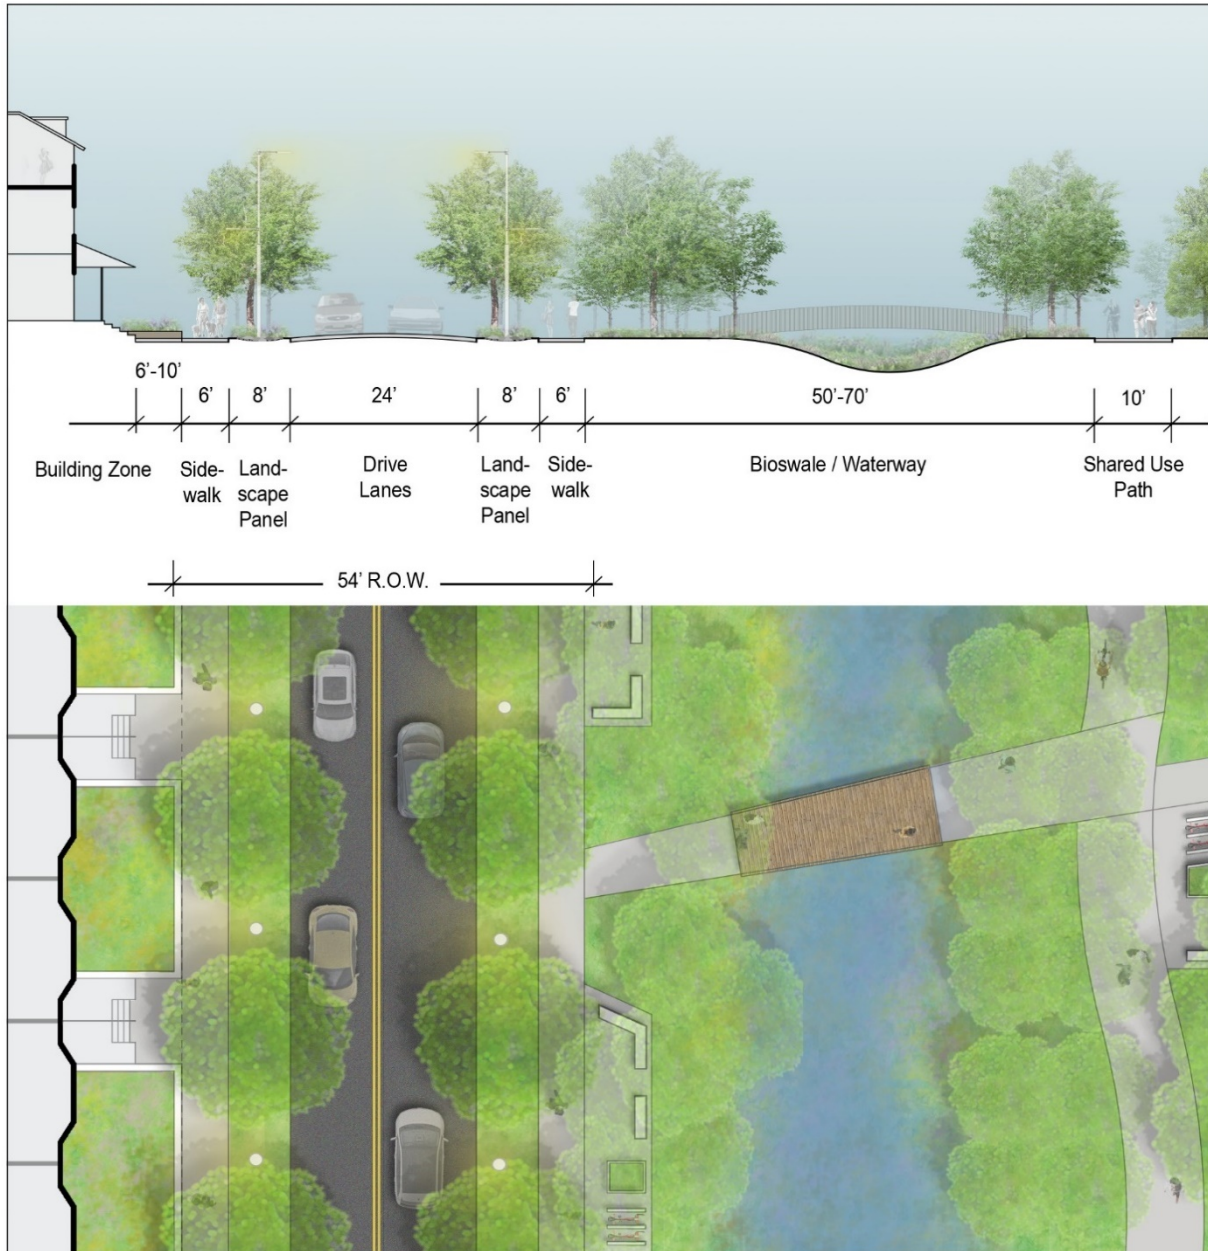 6'-10'
6'
8'
24'
8'
6'
50'-70'
10'
Building Zone
Side-
walk
Land-
scape
Panel
Drive
Lanes
Land-
scape
Panel
Side-
walk
Bioswale / Waterway
Shared Use
Path
54' R.O.W.